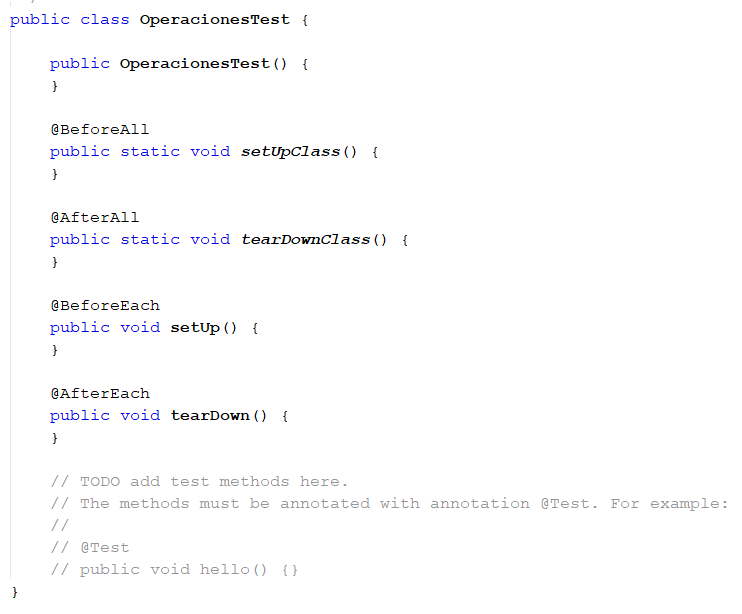 public class OperacionesTest {
public OperacionesTest() {
}
@BeforeAll
public static void setUpClass() {
}
@AfterAll
public static void tearDownClass() {
}
@BeforeEach
public void setUp() {
}
@AfterEach
public void tearDown() {
}
// TODO add test methods here.
// The methods must be annotated with annotation @Test. For example:
//
// @Test
// public void hello() {}
}